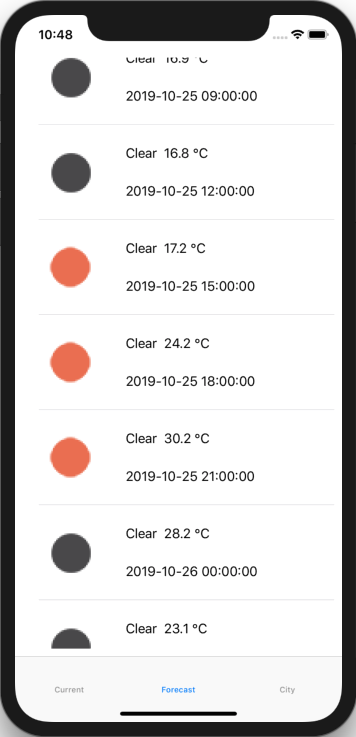 10:48
Clear 16.9 °C
2019-10-25 09:00:00
Clear 16.8 °C
2019-10-25 12:00:00
Clear 17.2 °C
2019-10-25 15:00:00
Clear 24.2 °C
2019-10-25 18:00:00
Clear 30.2 °C
2019-10-25 21:00:00
Clear 28.2 °C
2019-10-26 00:00:00
Clear 23.1 °C
Current Forecast City